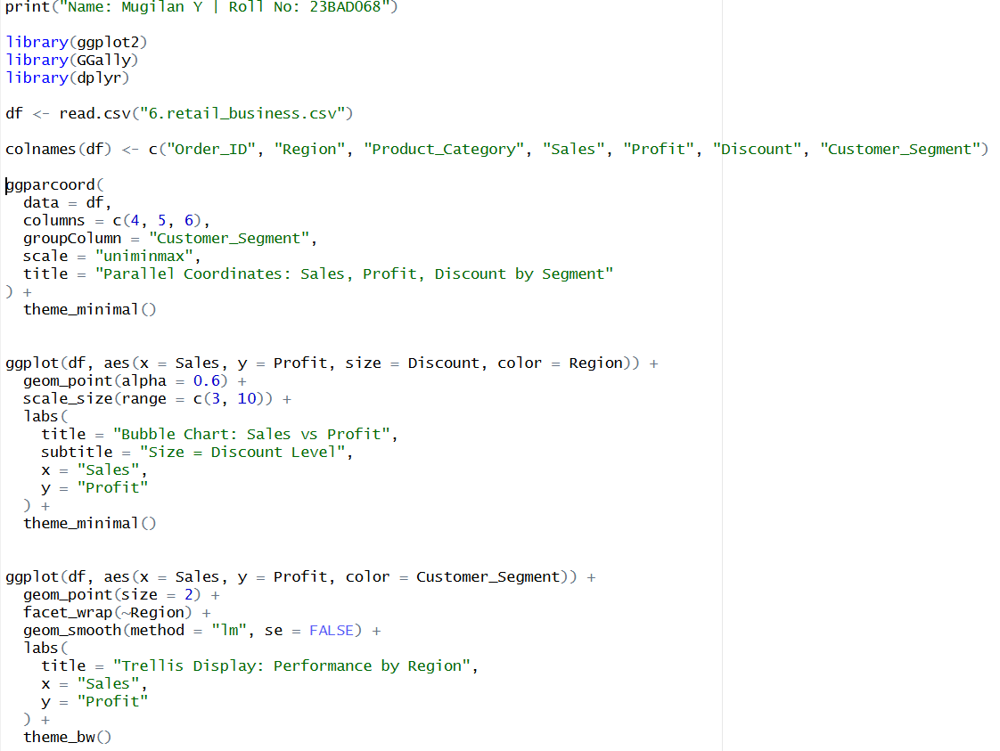 print("Name: Mugilan Y | Roll No: 23BAD068")
library(ggplot2)
library(GGally)
library(dplyr)
df <- read.csv("6.retail_business.csv")
colnames(df) <- c("Order_ID", "Region", "Product_Category", "Sales", "Profit", "Discount", "Customer_Segment")
ggparcoord(
  data = df,
  columns = c(4, 5, 6),
  groupColumn = "Customer_Segment",
  scale = "uniminmax",
  title = "Parallel Coordinates: Sales, Profit, Discount by Segment"
) +
  theme_minimal()
ggplot(df, aes(x = Sales, y = Profit, size = Discount, color = Region)) +
  geom_point(alpha = 0.6) +
  scale_size(range = c(3, 10)) +
  labs(
    title = "Bubble Chart: Sales vs Profit",
    subtitle = "Size = Discount Level",
    x = "Sales",
    y = "Profit"
  ) +
  theme_minimal()
ggplot(df, aes(x = Sales, y = Profit, color = Customer_Segment)) +
  geom_point(size = 2) +
  facet_wrap(~Region) +
  geom_smooth(method = "lm", se = FALSE) +
  labs(
    title = "Trellis Display: Performance by Region",
    x = "Sales",
    y = "Profit"
  ) +
  theme_bw()